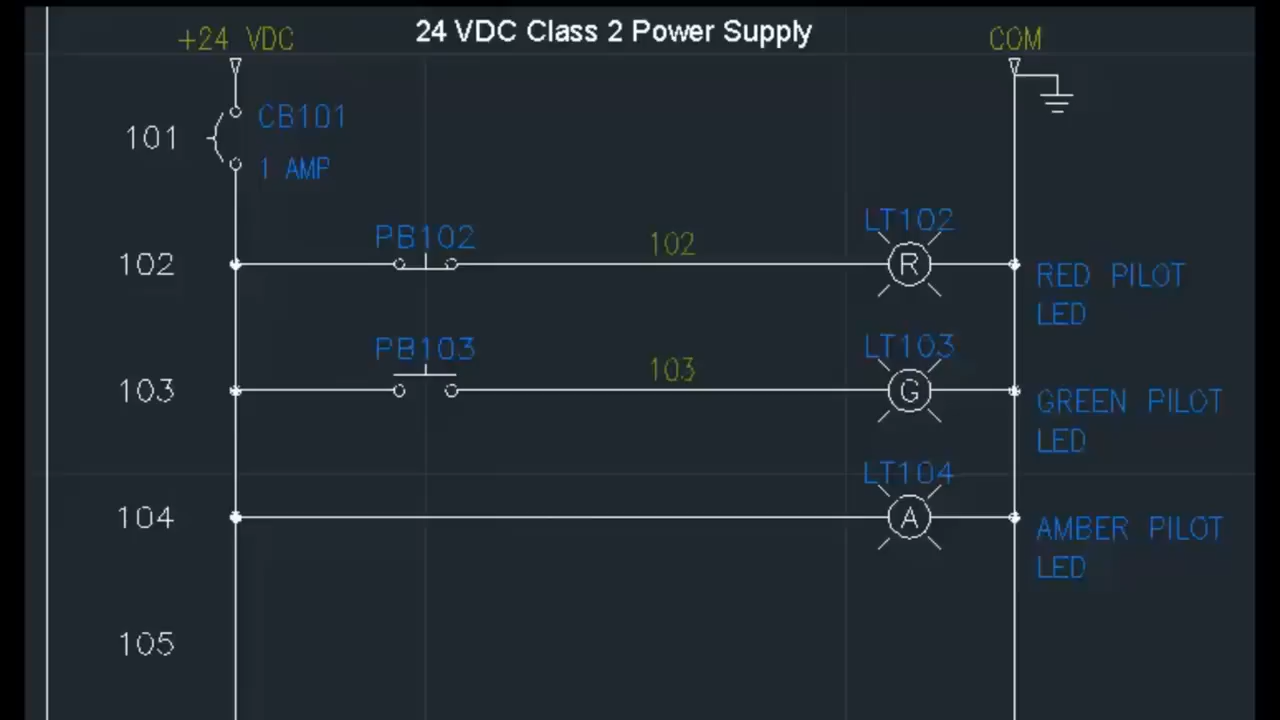 24 VDC Class 2 Power Supply
+24 VDC
COM
CB101
101
1 AMP
LT102
PB102
102
102
R
RED PILOT
LED
LT103
PB103
103
103
G
GREEN PILOT
LED
LT104
104
A
AMBER PILOT
LED
105